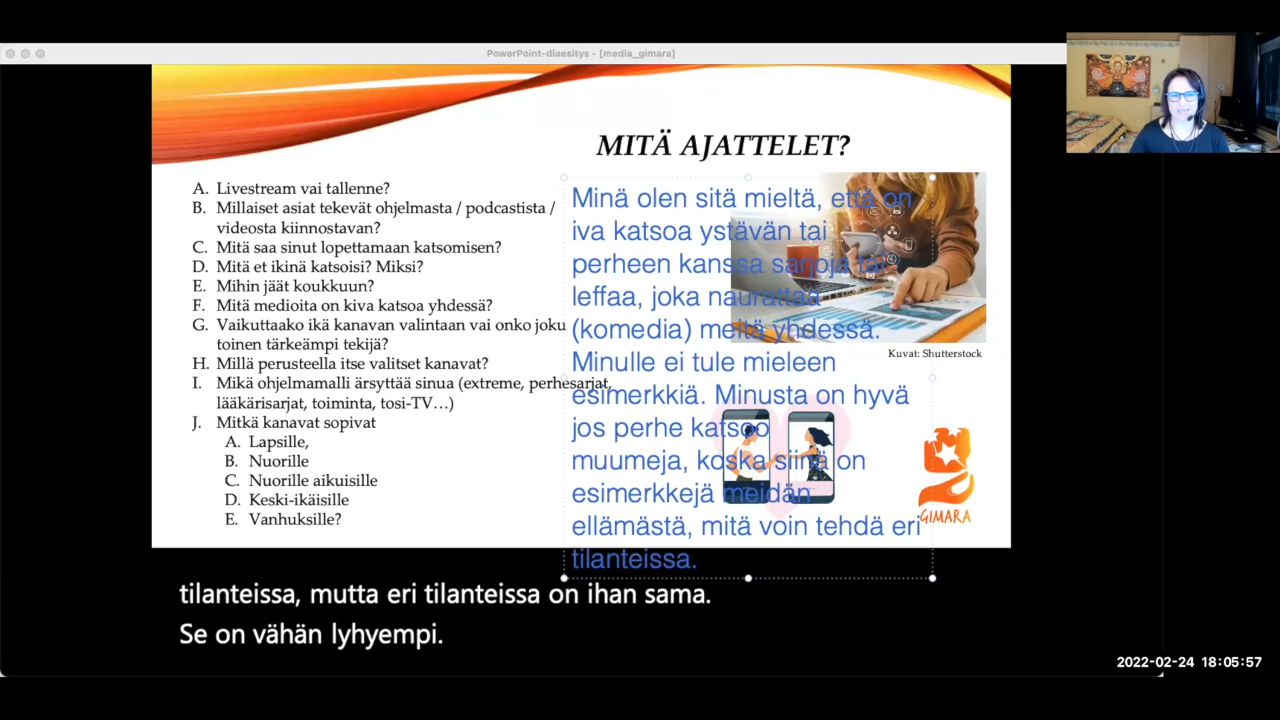 PowerPoint-diaesitys - [media_gimara]
MITÄ AJATTELET?
A. Livestream vai tallenne?
B. Millaiset asiat tekevät ohjelmasta / podcastista /
videosta kiinnostavan?
C. Mitä saa sinut lopettamaan katsomisen?
D. Mitä et ikinä katsoisi? Miksi?
E. Mihin jäät koukkuun?
F. Mitä medioita on kiva katsoa yhdessä?
G. Vaikuttaako ikä kanavan valintaan vai onko joku
toinen tärkeämpi tekijä?
H. Millä perusteella itse valitset kanavat?
I. Mikä ohjelmamalli ärsyttää sinua (extreme, perhesarjat,
lääkärisarjat, toiminta, tosi-TV…)
J. Mitkä kanavat sopivat
A. Lapsille,
B. Nuorille
C. Nuorille aikuisille
D. Keski-ikäisille
E. Vanhuksille?
Minä olen sitä mieltä, että on
iva katsoa ystävän tai
perheen kanssa sarjoja tai
leffaa, joka naurattaa
(komedia) meitä yhdessä.
Minulle ei tule mieleen
esimerkkiä. Minusta on hyvä
jos perhe katsoo
muumeja, koska siinä on
esimerkkejä meidän
ellämästä, mitä voin tehdä eri
tilanteissa.
Kuvat: Shutterstock
GIMARA
tilanteissa, mutta eri tilanteissa on ihan sama.
Se on vähän lyhyempi.
2022-02-24 18:05:57